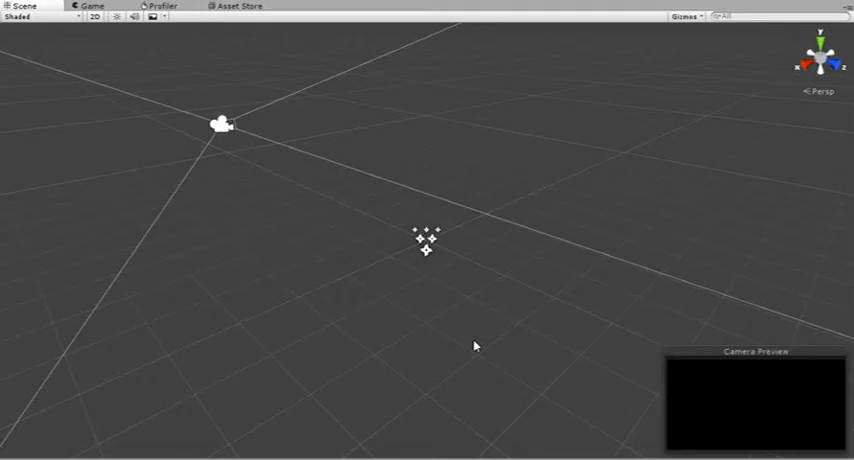 Scene Game Profiler Asset Store
Shaded 2D Gizmos All
y
x z
Persp
Camera Preview